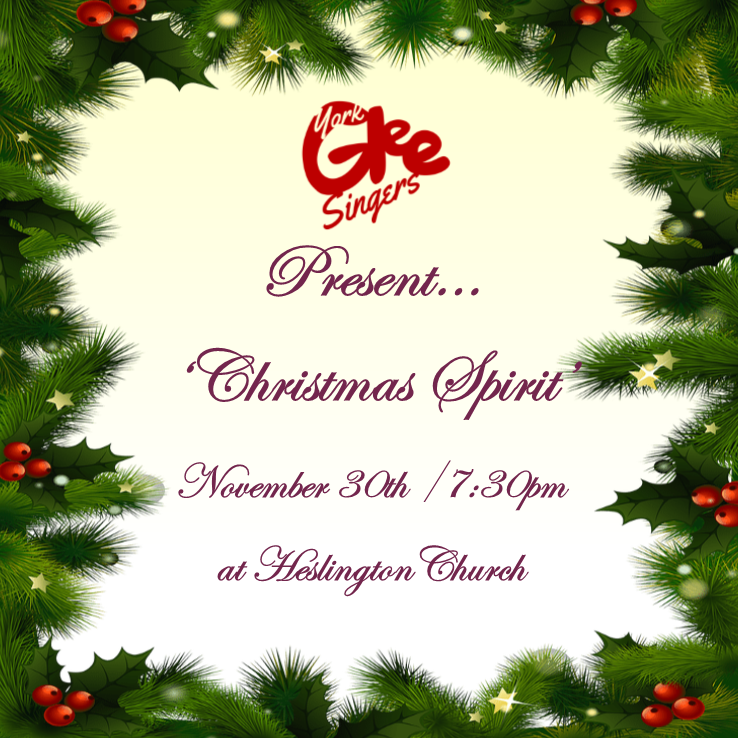 York
Glee
Singers
Present...
‘Christmas Spirit’
November 30th / 7:30pm
at Heslington Church